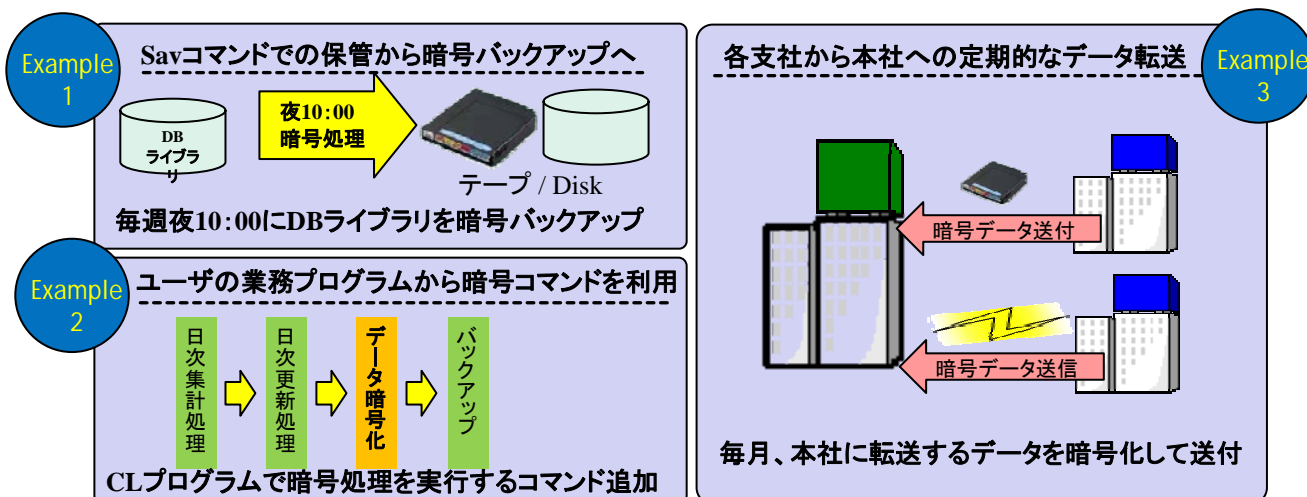 Example
1
Savコマンドでの保管から暗号バックアップへ
DB
ライブラ
リ
夜10:00
暗号処理
テープ / Disk
毎週夜10:00にDBライブラリを暗号バックアップ
Example
2
ユーザの業務プログラムから暗号コマンドを利用
日次集計処理
日次更新処理
データ暗号化
バックアップ
CLプログラムで暗号処理を実行するコマンド追加
各支社から本社への定期的なデータ転送
Example
3
暗号データ送付
暗号データ送信
毎月、本社に転送するデータを暗号化して送付